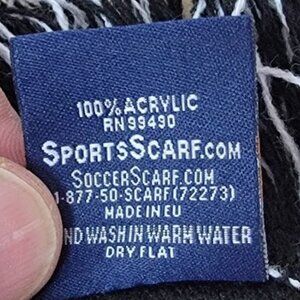 100% ACRYLIC
RN 99490
SPORTSSCARF.COM
SOCCERSCARF.COM
1-877-50-SCARF (72273)
MADE IN EU
WASH IN WARM WATER
DRY FLAT